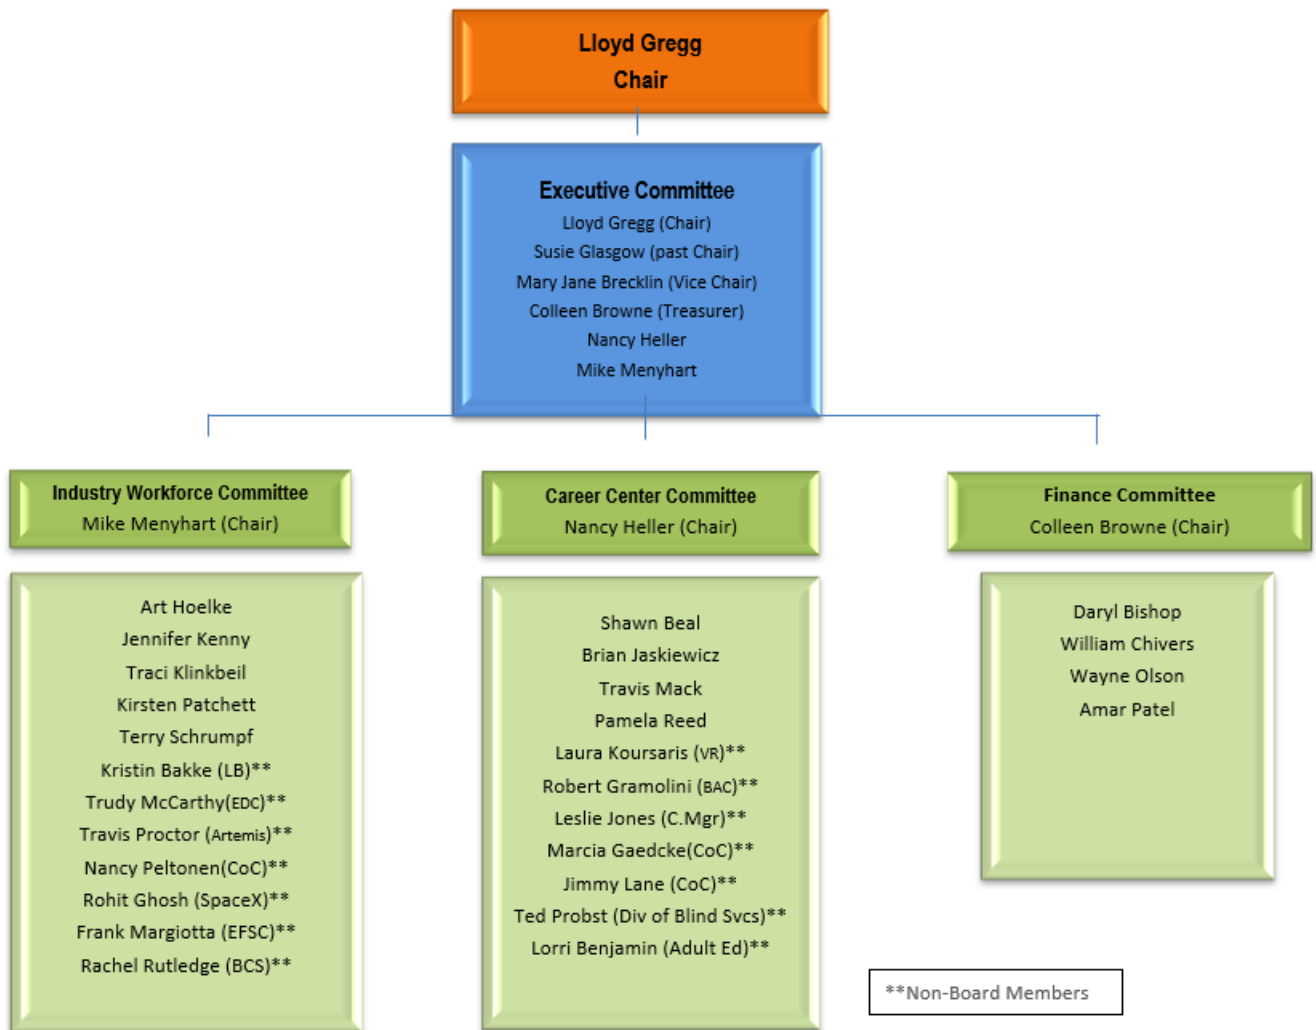 Lloyd Gregg
Chair
Executive Committee
Lloyd Gregg (Chair)
Susie Glasgow (past Chair)
Mary Jane Brecklin (Vice Chair)
Colleen Browne (Treasurer)
Nancy Heller
Mike Menyhart
Industry Workforce Committee
Mike Menyhart (Chair)
Art Hoelke
Jennifer Kenny
Traci Klinkbeil
Kirsten Patchett
Terry Schrumpf
Kristin Bakke (LB)**
Trudy McCarthy(EDC)**
Travis Proctor (Artemis)**
Nancy Peltonen(CoC)**
Rohit Ghosh (SpaceX)**
Frank Margiotta (EFSC)**
Rachel Rutledge (BCS)**
Career Center Committee
Nancy Heller (Chair)
Shawn Beal
Brian Jaskiewicz
Travis Mack
Pamela Reed
Laura Koursaris (VR)**
Robert Gramolini (BAC)**
Leslie Jones (C.Mgr)**
Marcia Gaedcke(CoC)**
Jimmy Lane (CoC)**
Ted Probst (Div of Blind Svcs)**
Lorri Benjamin (Adult Ed)**
Finance Committee
Colleen Browne (Chair)
Daryl Bishop
William Chivers
Wayne Olson
Amar Patel
**Non-Board Members